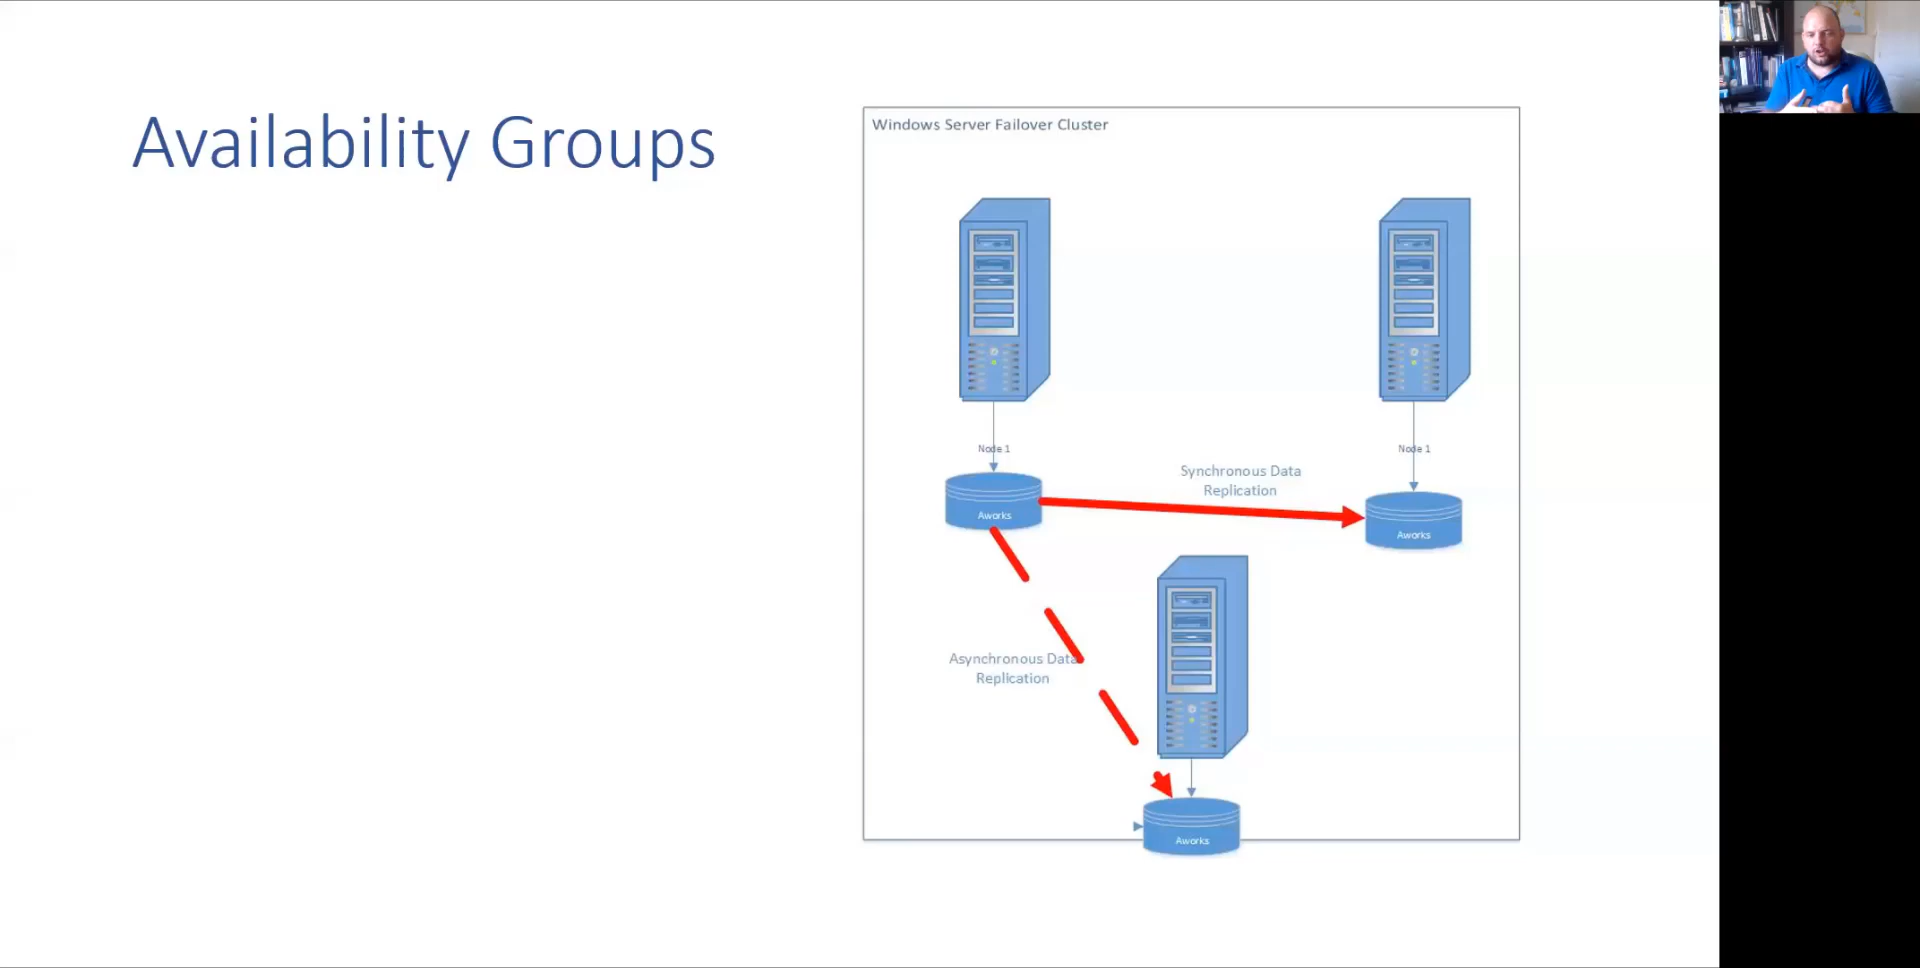 Availability Groups
Windows Server Failover Cluster
Node 1
Node 1
Synchronous Data
Replication
Aworks
Aworks
Asynchronous Data
Replication
Aworks